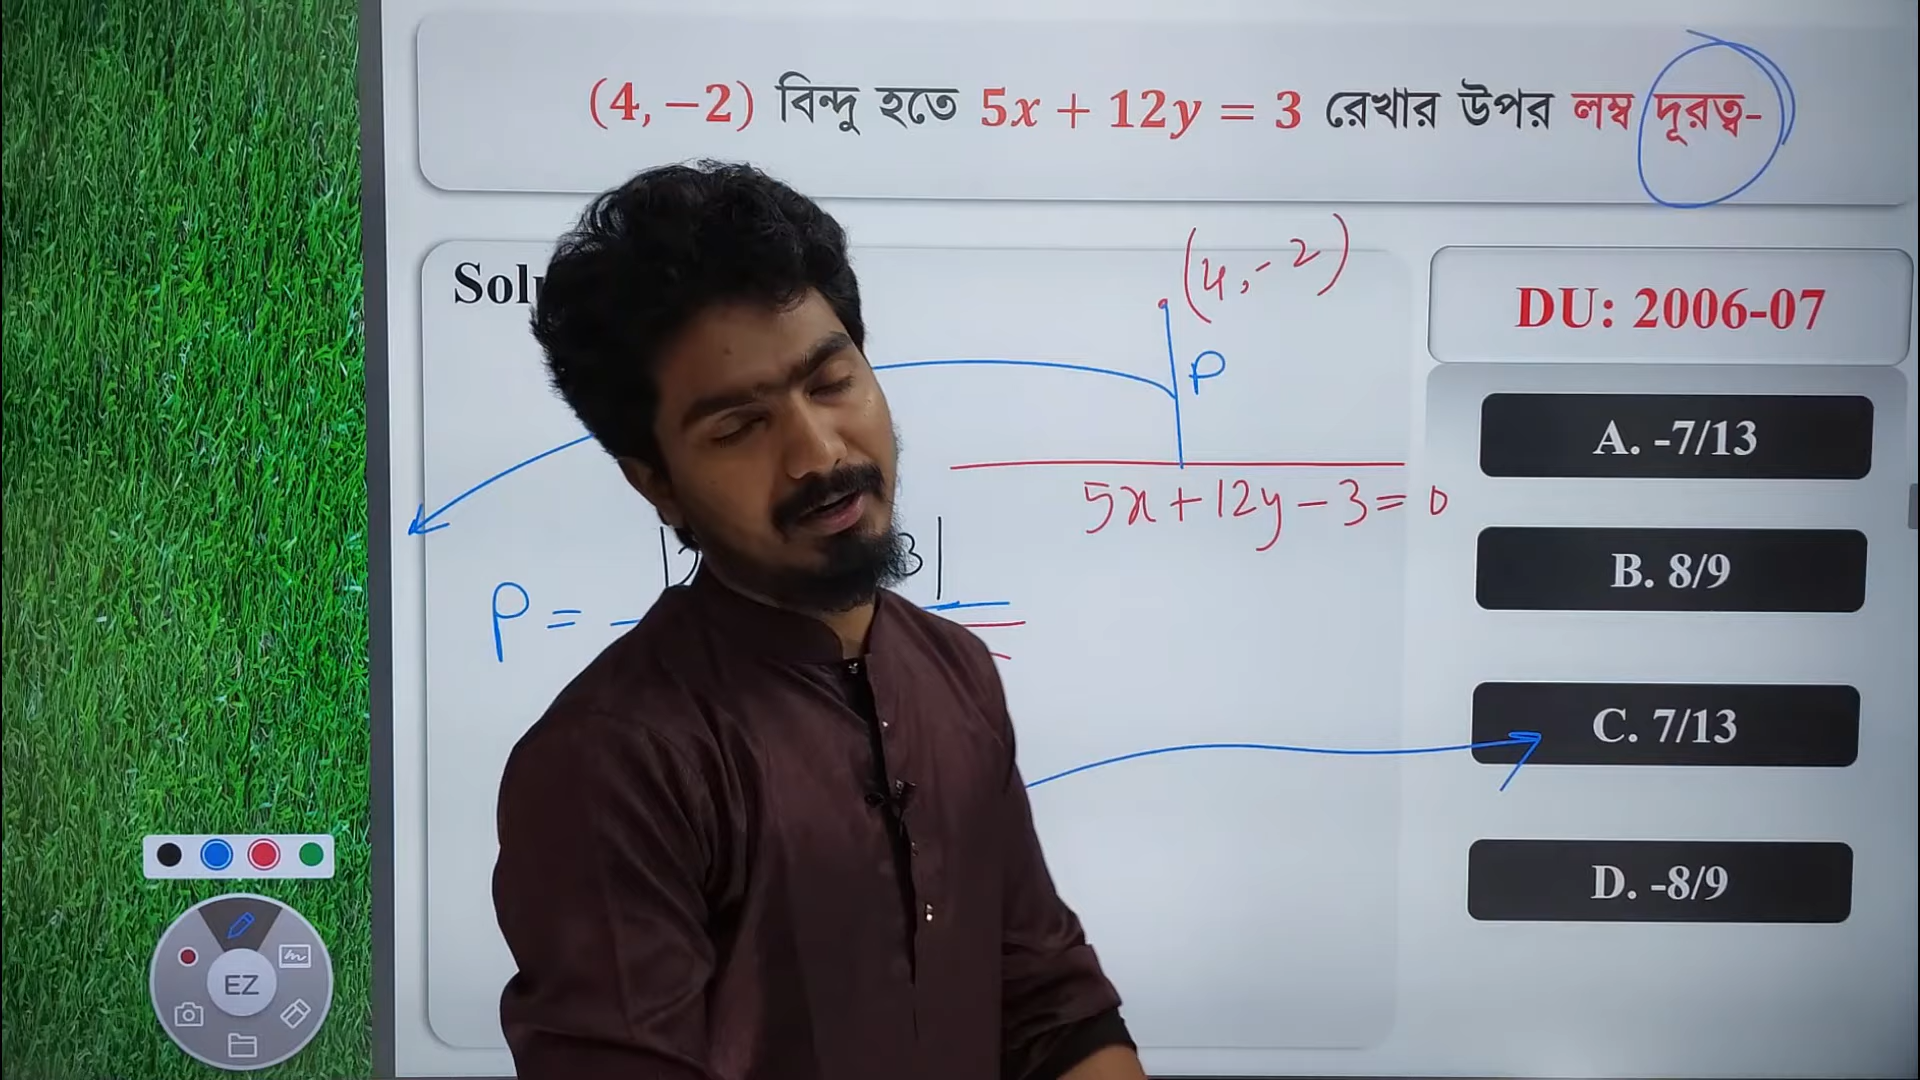 (4, −2) বিন্দু হতে 5x + 12y = 3 রেখার উপর লম্ব দূরত্ব-
(4, -2)
DU: 2006-07
P
A. -7/13
5x+12y-3=0
B. 8/9
3|
P =
C. 7/13
D. -8/9
EZ